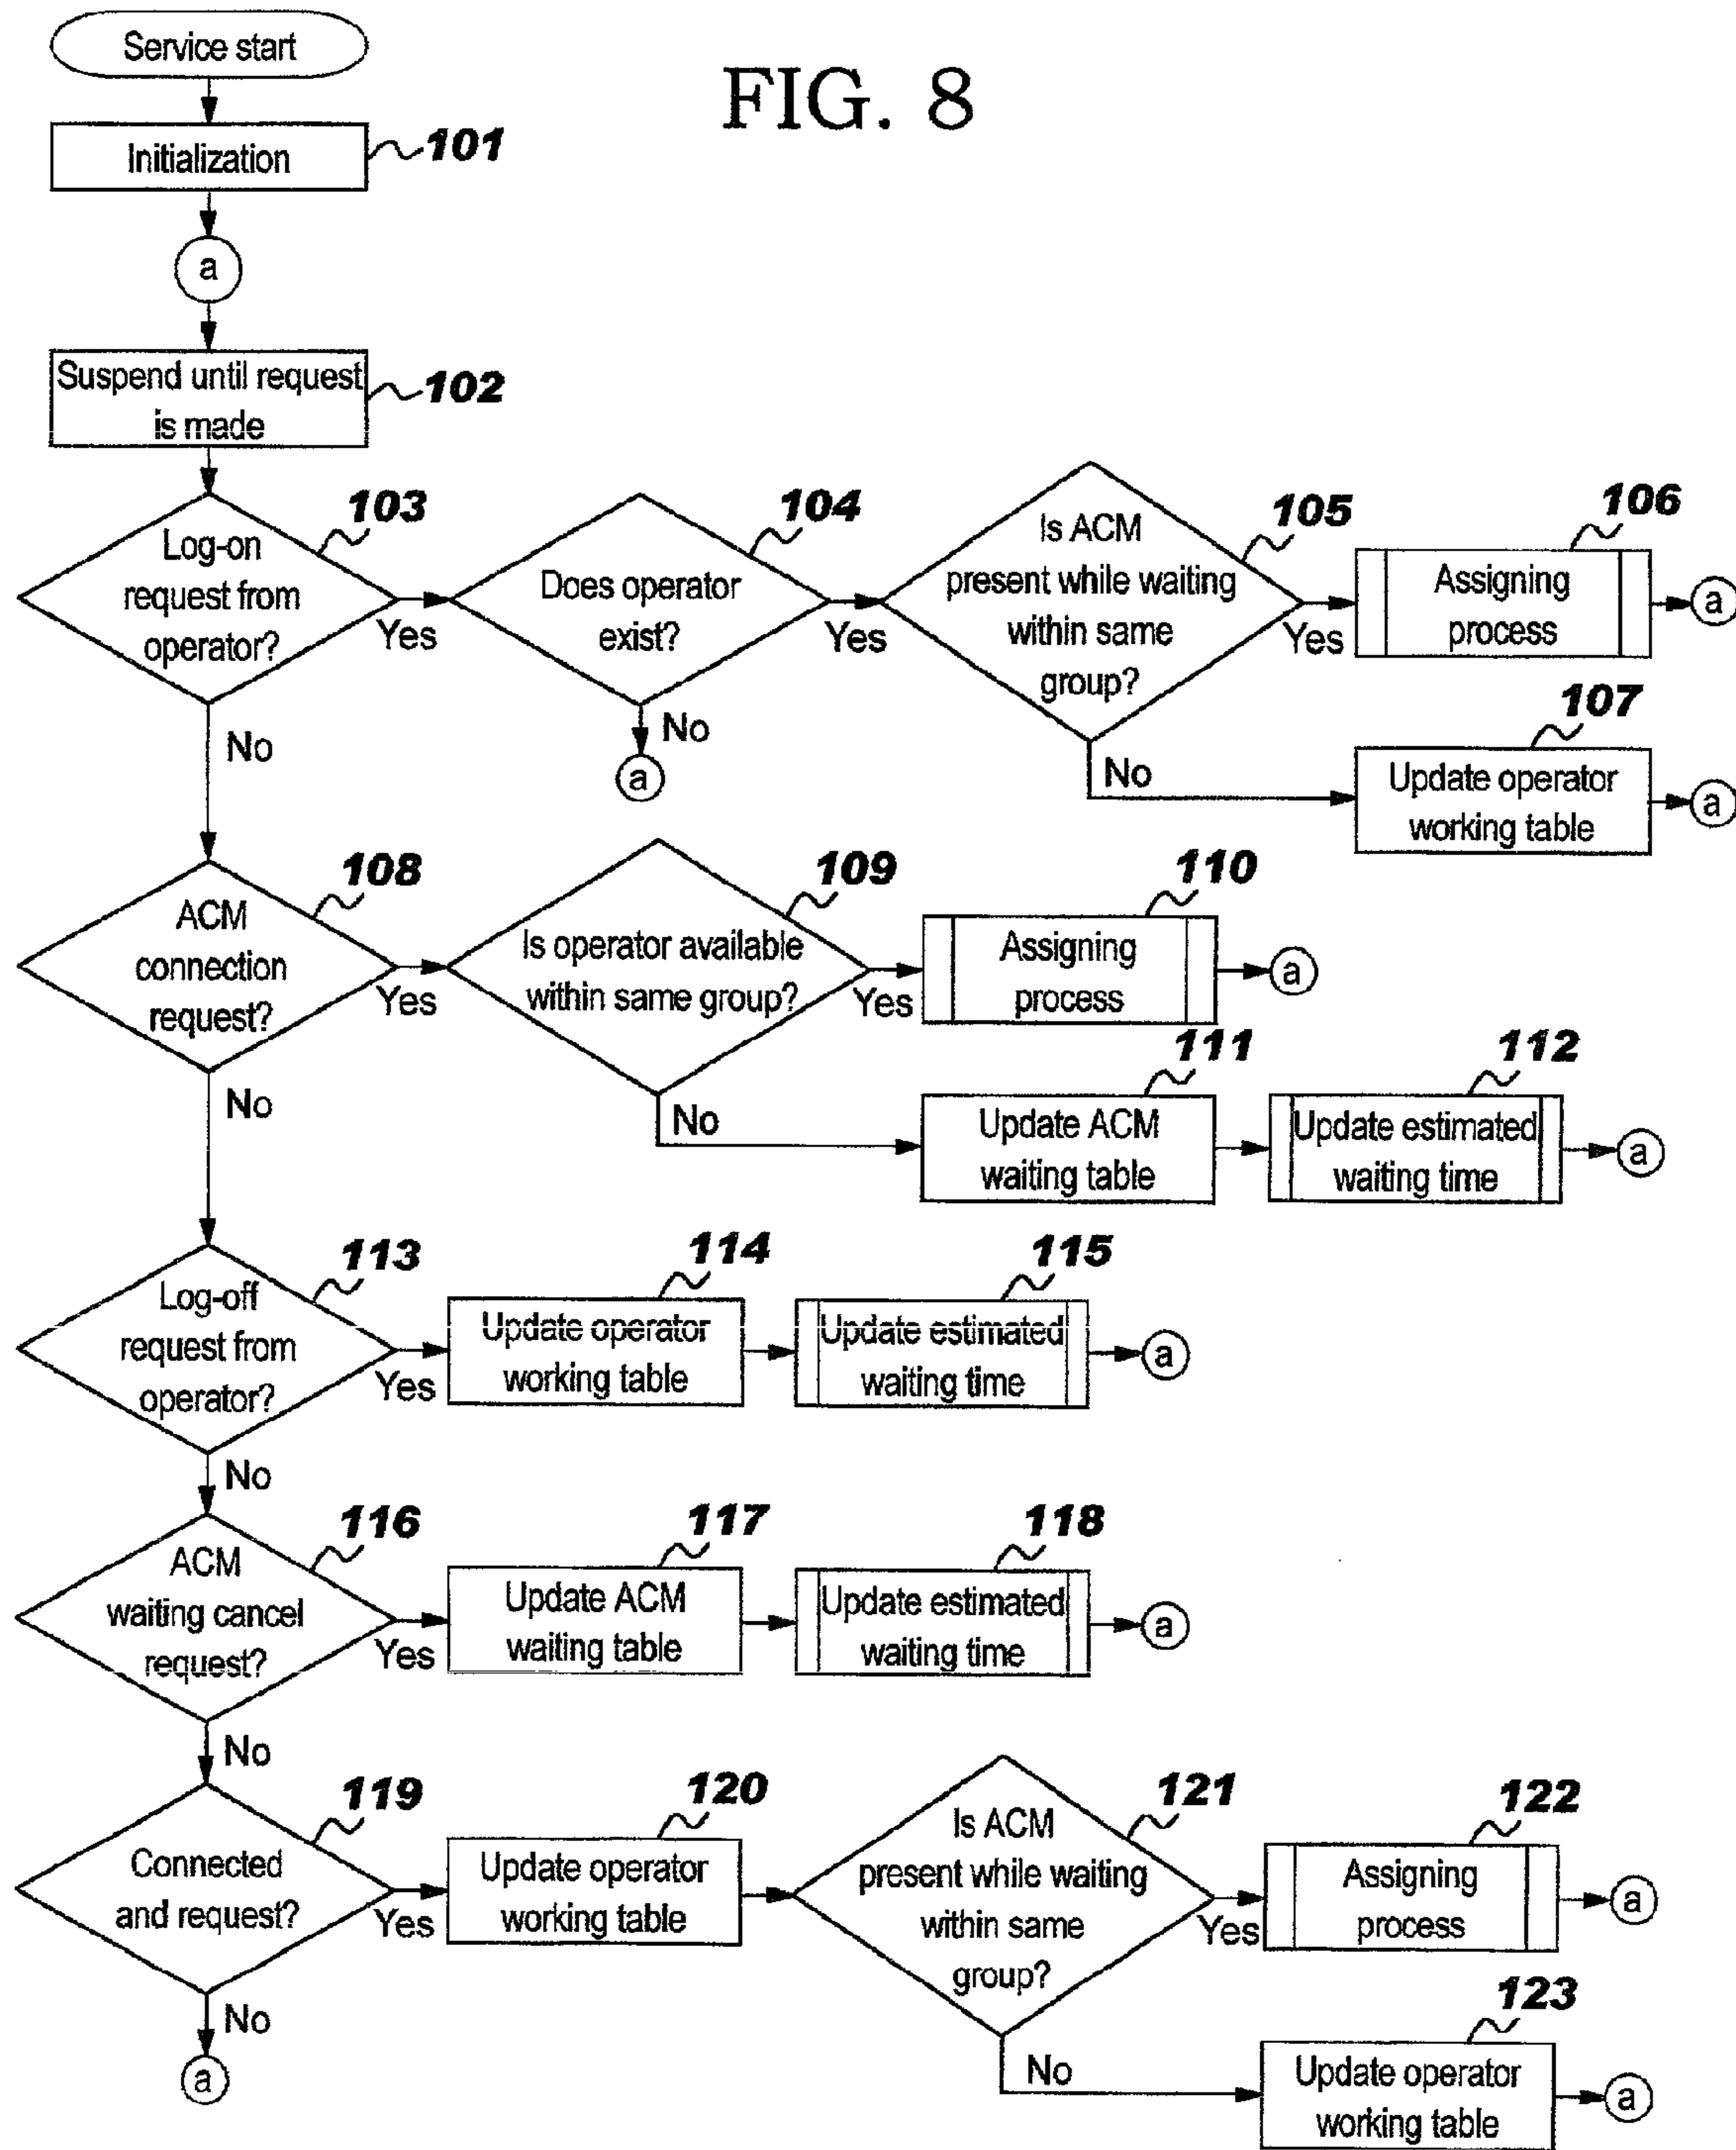 FIG. 8
Service start
Initialization
101
a
Suspend until request
is made
102
Log-on
request from
operator?
103
Yes
No
Does operator
exist?
104
Yes
No
a
Is ACM
present while waiting
within same
group?
105
Yes
No
Assigning
process
106
a
Update operator
working table
107
a
ACM
connection
request?
108
Yes
No
Is operator available
within same group?
109
Yes
No
Assigning
process
110
a
Update ACM
waiting table
111
Update estimated
waiting time
112
a
Log-off
request from
operator?
113
Yes
No
Update operator
working table
114
Update estimated
waiting time
115
a
ACM
waiting cancel
request?
116
Yes
No
Update ACM
waiting table
117
Update estimated
waiting time
118
a
Connected
and request?
119
Yes
No
a
Update operator
working table
120
Is ACM
present while waiting
within same
group?
121
Yes
No
Assigning
process
122
a
Update operator
working table
123
a